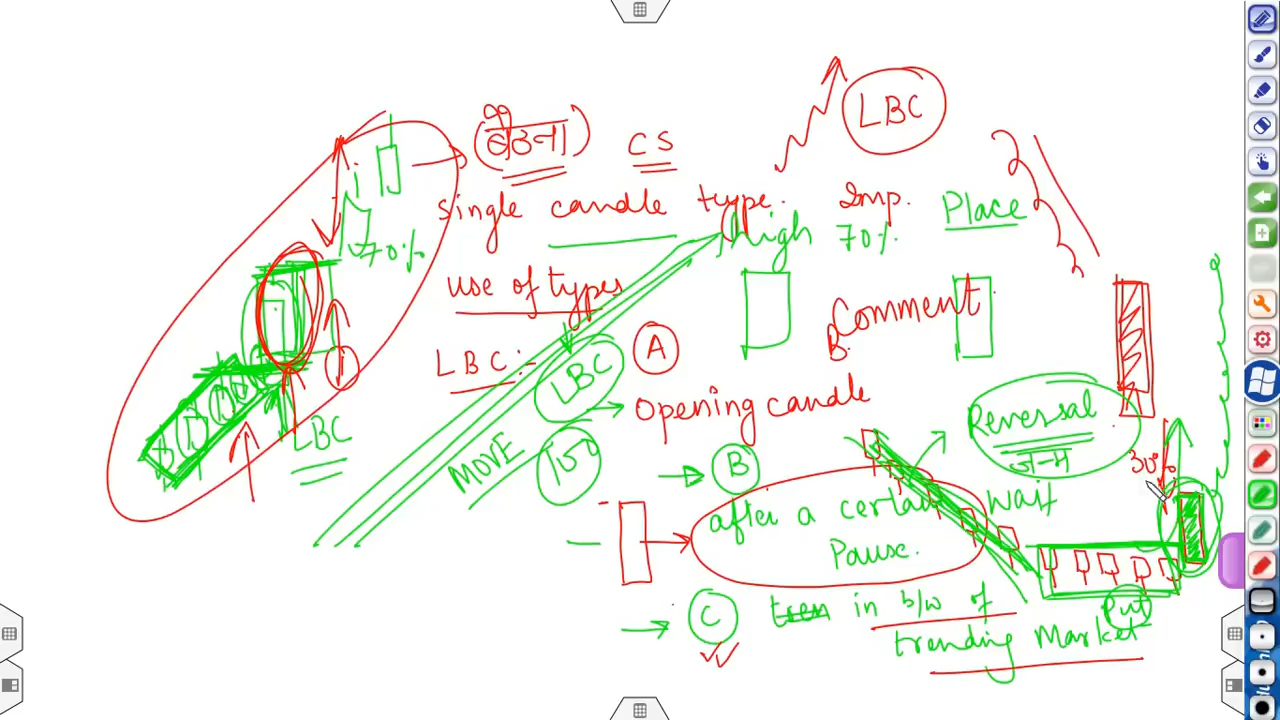 LBC
CS
single candle type. Imp. Place
high 70%.
70%
use of types
Comment
B.
LBC:- A
LBC
opening candle
Reversal
जन्म
LBC
MOVE
150
B
30%
after a certain wait
Pause.
C in b/w of Put
trending Market